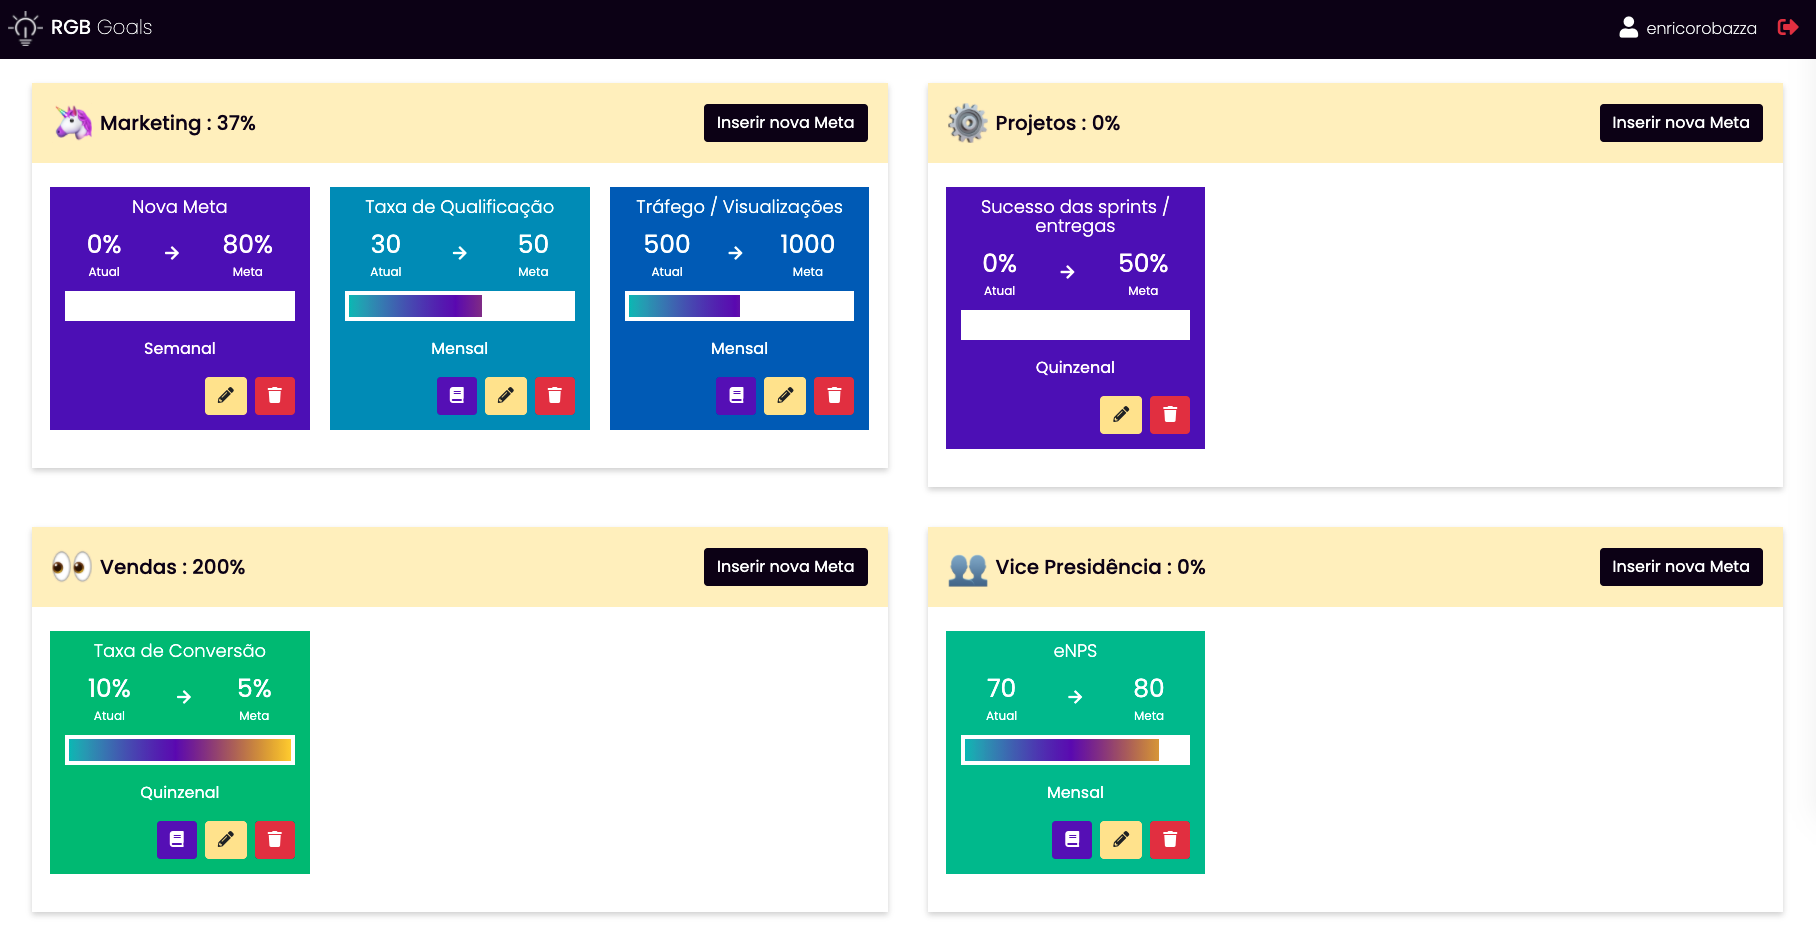 RGB Goals
enricorobazza
Marketing : 37%
Inserir nova Meta
Nova Meta
0%
80%
Atual
Meta
Semanal
Taxa de Qualificação
30
50
Atual
Meta
Mensal
Tráfego / Visualizações
500
1000
Atual
Meta
Mensal
Projetos : 0%
Inserir nova Meta
Sucesso das sprints /
entregas
0%
50%
Atual
Meta
Quinzenal
Vendas : 200%
Inserir nova Meta
Taxa de Conversão
10%
5%
Atual
Meta
Quinzenal
Vice Presidência : 0%
Inserir nova Meta
eNPS
70
80
Atual
Meta
Mensal